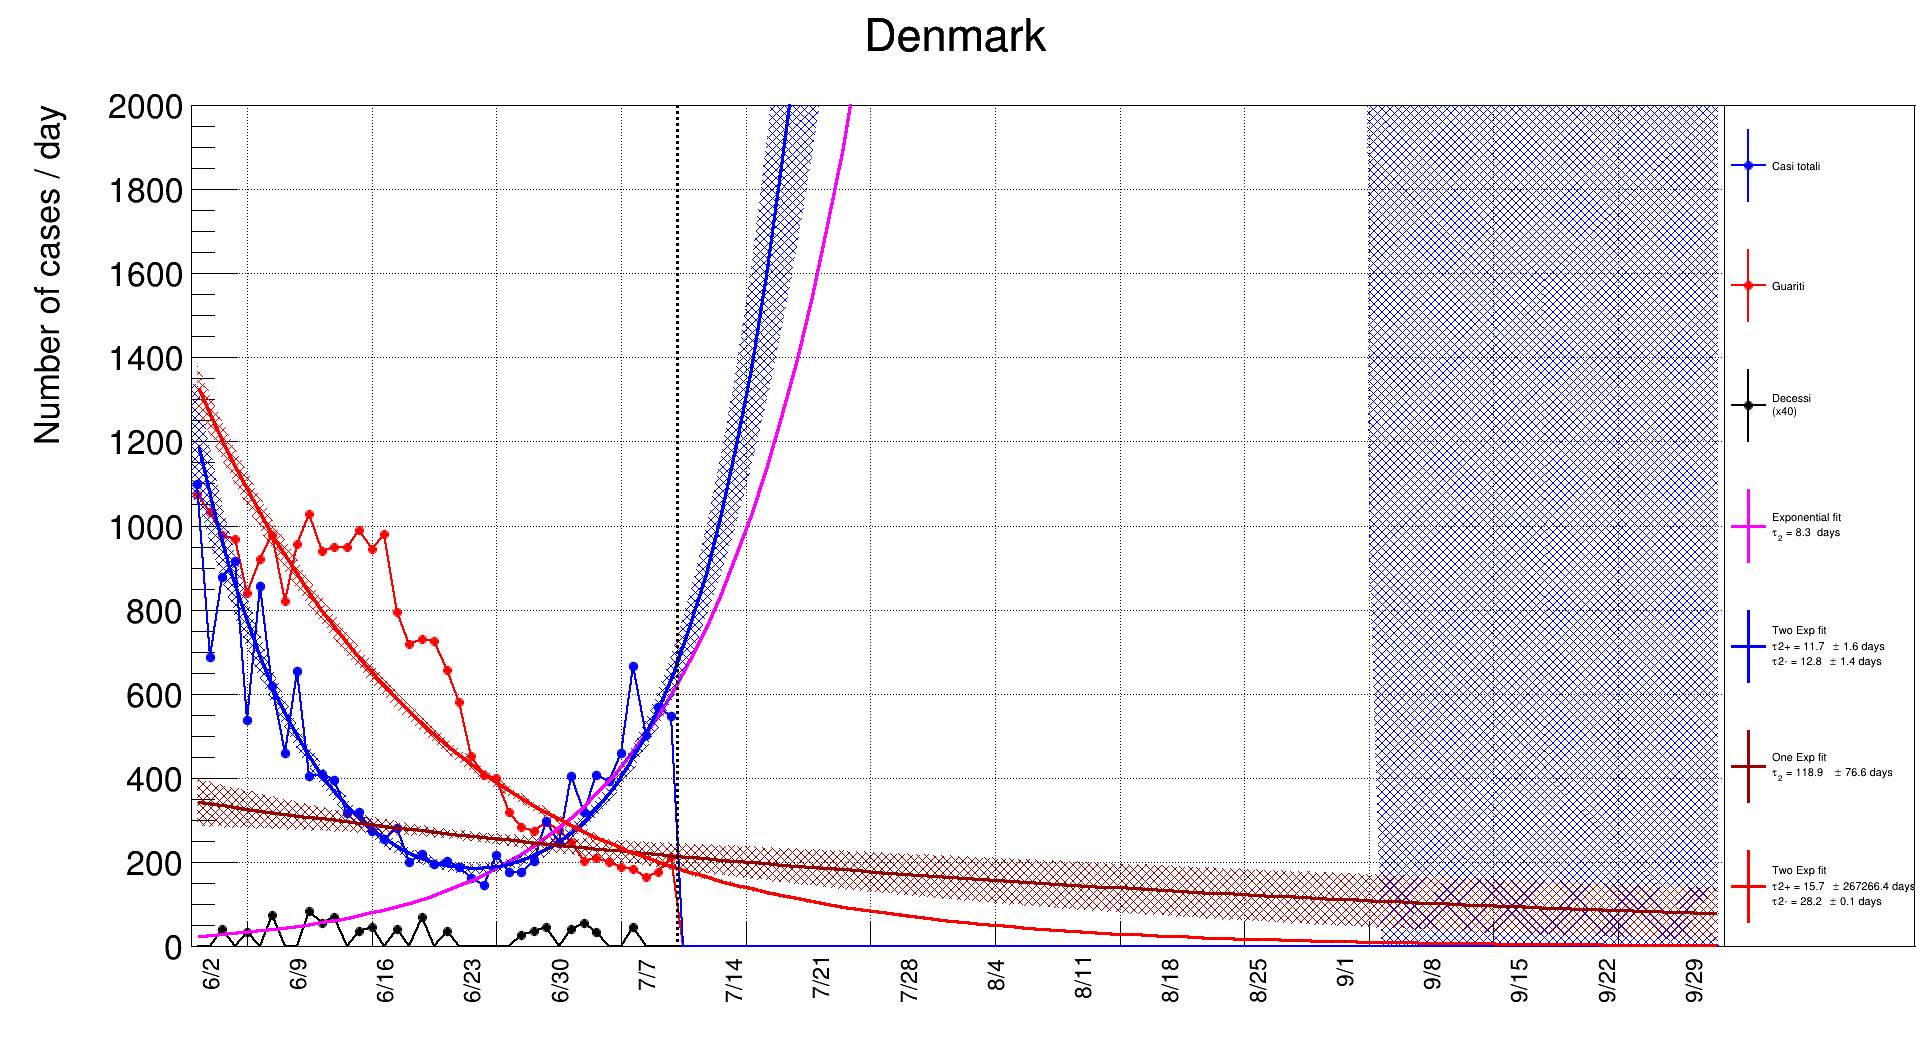 Denmark
Number of cases / day
2000
1800
1600
1400
1200
1000
800
600
400
200
0
6/2
6/9
6/16
6/23
6/30
7/7
7/14
7/21
7/28
8/4
8/11
8/18
8/25
9/1
9/8
9/15
9/22
9/29
Casi totali
Guariti
Decessi
(x40)
Exponential fit
τ2 = 8.3 days
Two Exp fit
τ2+ = 11.7 ± 1.6 days
τ2- = 12.8 ± 1.4 days
One Exp fit
τ2 = 118.9 ± 76.6 days
Two Exp fit
τ2+ = 15.7 ± 267266.4 days
τ2- = 28.2 ± 0.1 days